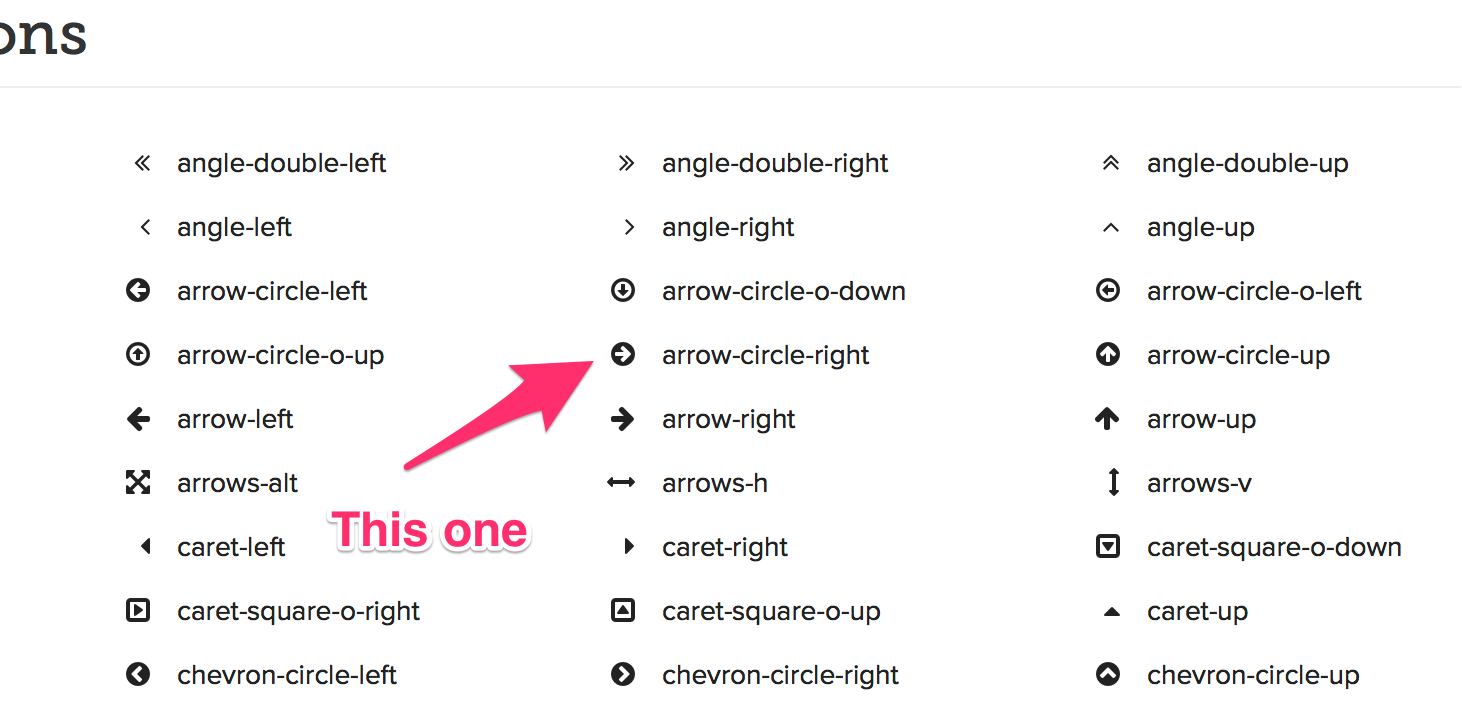 ons
angle-double-left angle-double-right angle-double-up
angle-left angle-right angle-up
arrow-circle-left arrow-circle-o-down arrow-circle-o-left
arrow-circle-o-up arrow-circle-right arrow-circle-up
arrow-left arrow-right arrow-up
arrows-alt arrows-h arrows-v
This one
caret-left caret-right caret-square-o-down
caret-square-o-right caret-square-o-up caret-up
chevron-circle-left chevron-circle-right chevron-circle-up